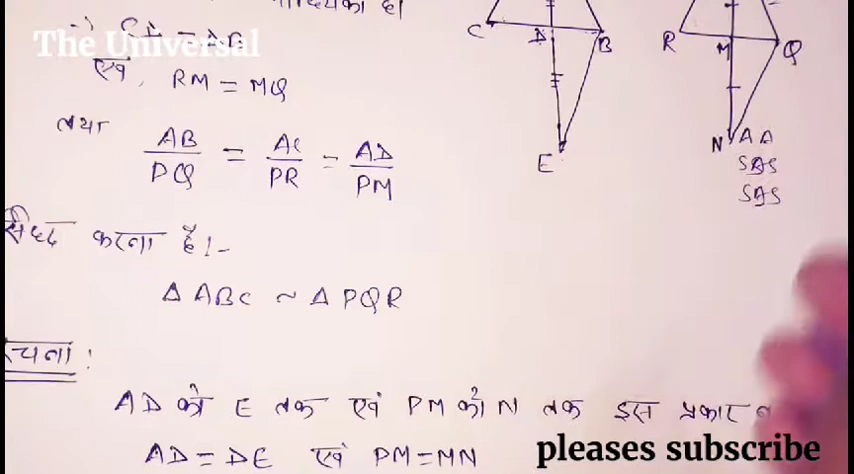 The Universal
एवं, RM = MQ
तथा
AB/PQ = AC/PR = AD/PM
सिद्ध करना है।-
Δ ABC ~ Δ PQR
रचना :
AD को E तक एवं PM को N तक इस प्रकार
AD = DE एवं PM = MN
C D B
E
R M Q
N
A A
SAS
SAS
pleases subscribe